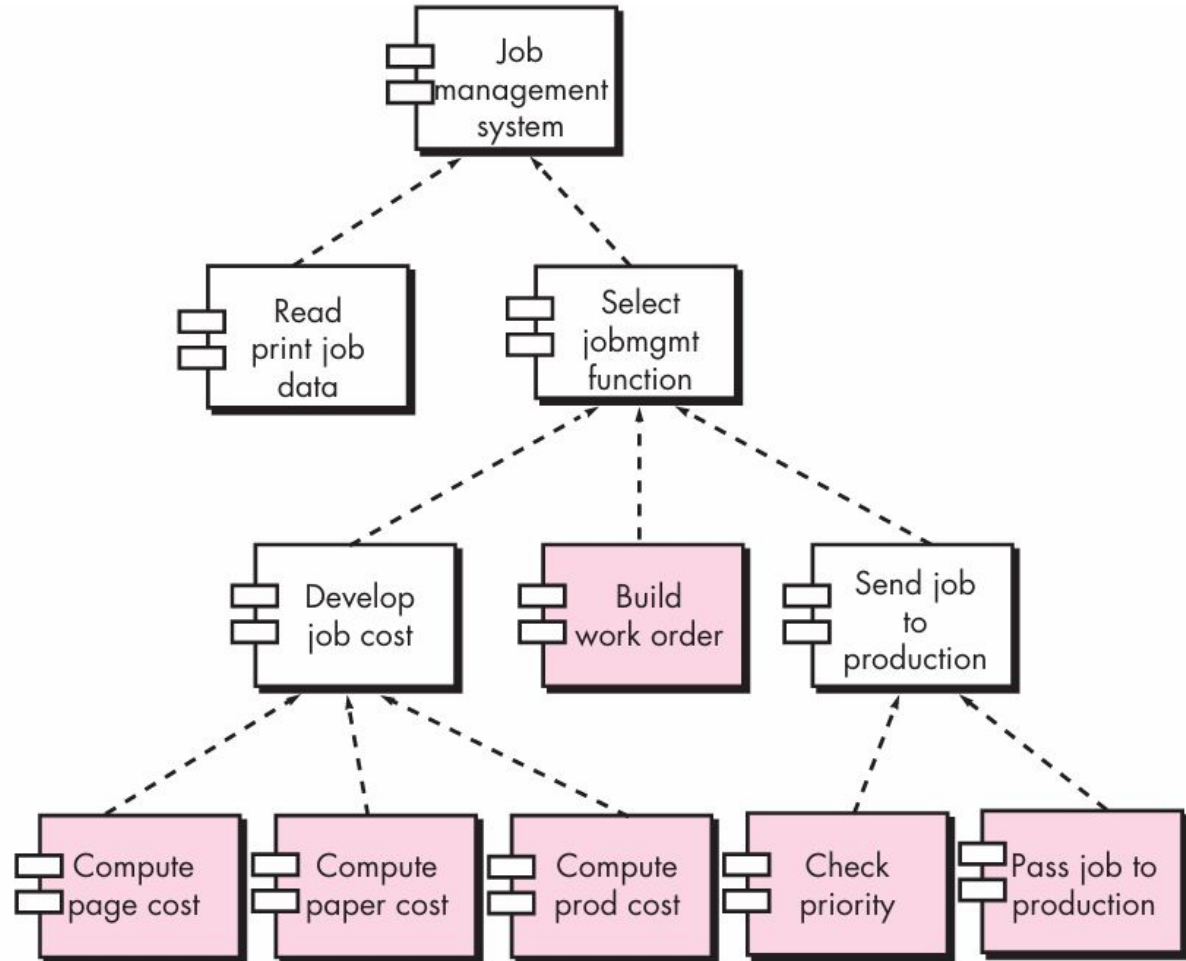 Job
management
system
Read
print job
data
Select
jobmgmt
function
Develop
job cost
Build
work order
Send job
to
production
Compute
page cost
Compute
paper cost
Compute
prod cost
Check
priority
Pass job to
production